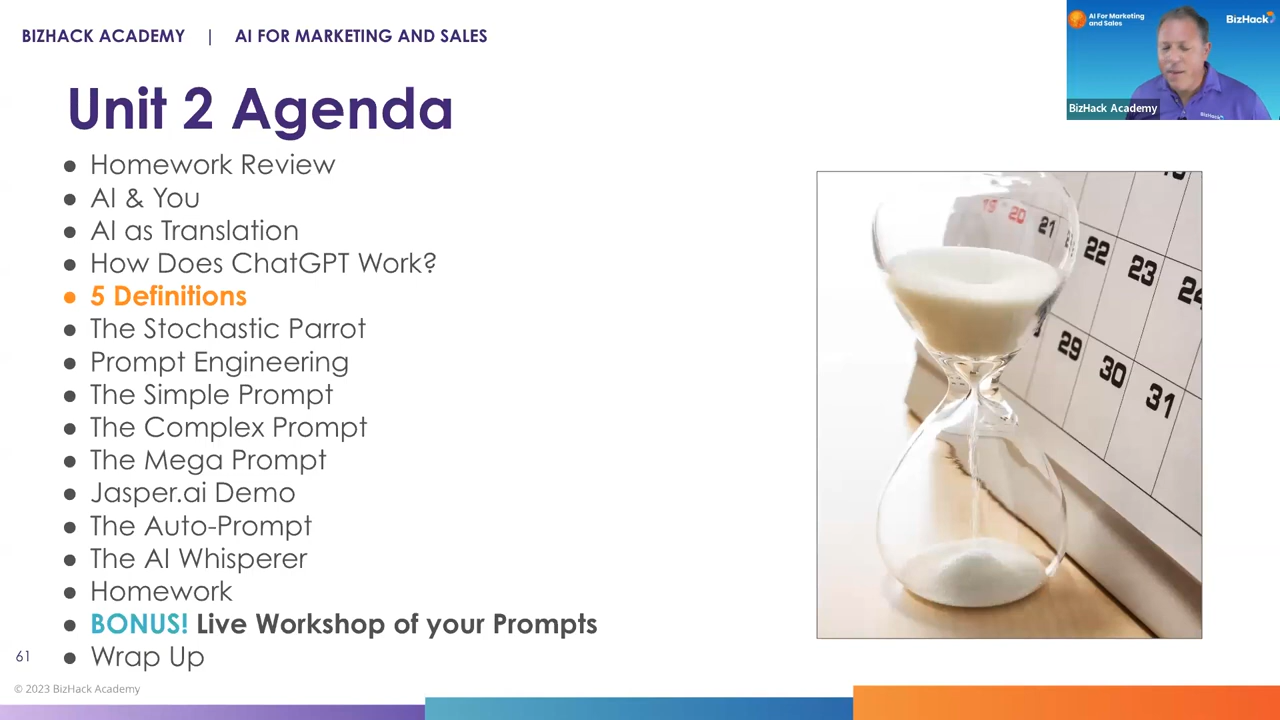 BIZHACK ACADEMY | AI FOR MARKETING AND SALES
AI For Marketing
and Sales
BizHack
BizHack Academy
BizHack
Unit 2 Agenda
● Homework Review
● AI & You
● AI as Translation
● How Does ChatGPT Work?
● 5 Definitions
● The Stochastic Parrot
● Prompt Engineering
● The Simple Prompt
● The Complex Prompt
● The Mega Prompt
● Jasper.ai Demo
● The Auto-Prompt
● The AI Whisperer
● Homework
● BONUS! Live Workshop of your Prompts
● Wrap Up
19 20 21
22 23 24
29 30 31
61
© 2023 BizHack Academy